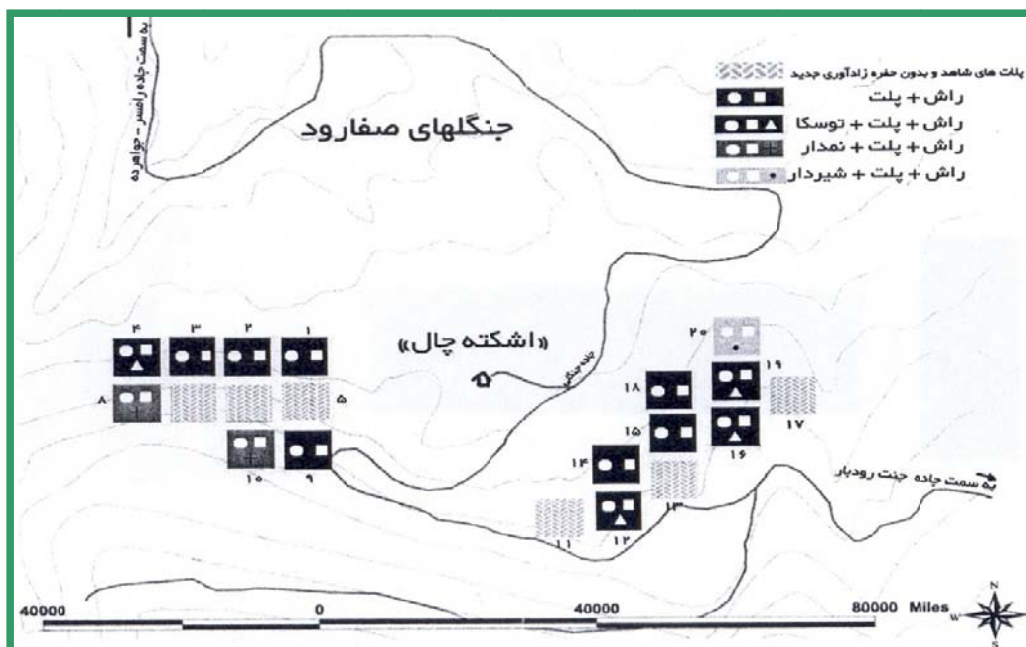 به سمت جاده رامسر - جواهرده
جنگلهای صفارود
پلات های شاهد و بدون حفره زادآوری جدید
راش + پلت
راش + پلت + توسکا
راش + پلت + نمدار
راش + پلت + شیردار
«اشکته چال»
جاده جنگلی
۴ ۳ ۲ ۱
۸ ۵
۱۰ ۹
۲۰
۱۹
۱۸
۱۷
۱۵
۱۶
۱۴
۱۳
۱۲
۱۱
به سمت جاده جنت رودبار
40000 0 40000 80000 Miles
N
W
S